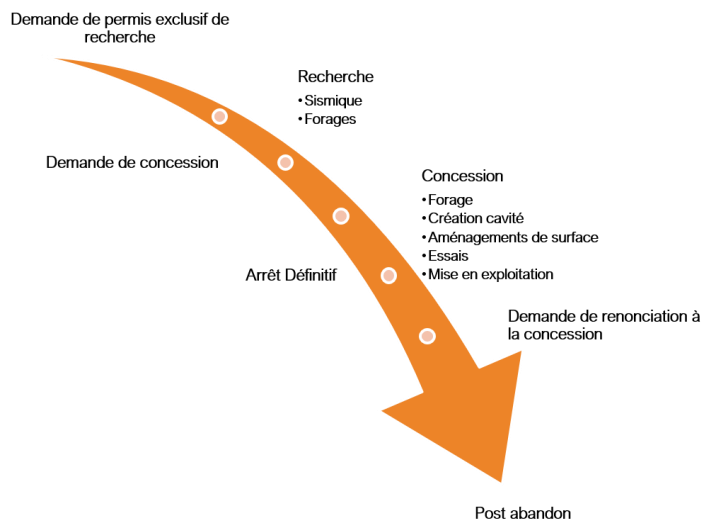 Demande de permis exclusif de
recherche
Recherche
•Sismique
•Forages
Demande de concession
Concession
•Forage
•Création cavité
•Aménagements de surface
•Essais
•Mise en exploitation
Arrêt Définitif
Demande de renonciation à
la concession
Post abandon